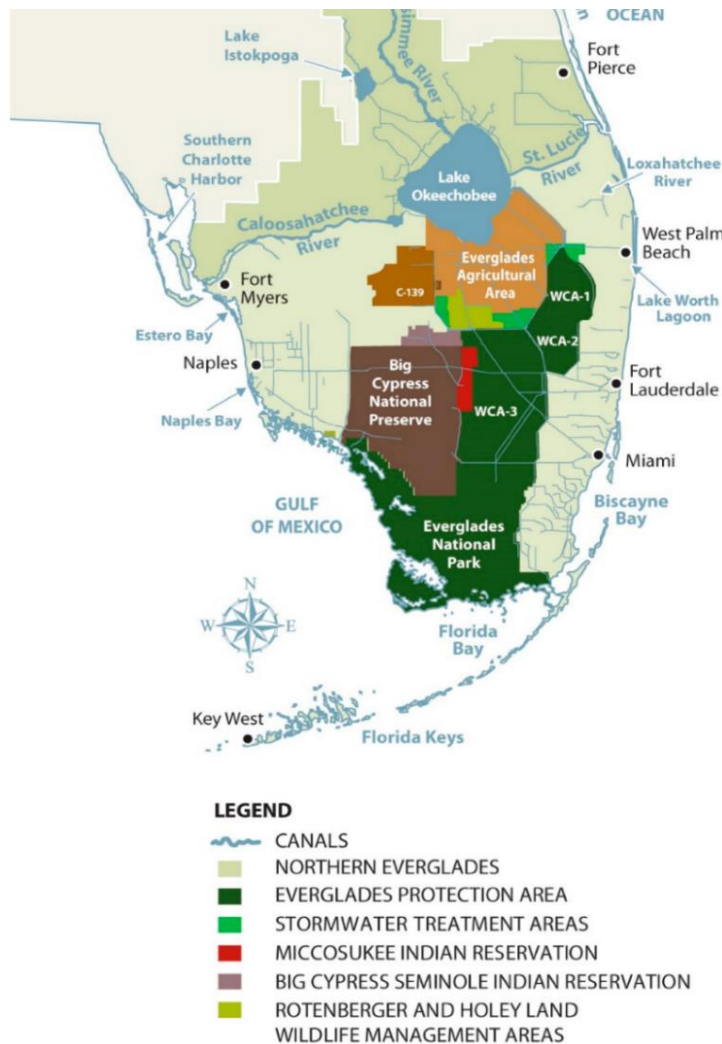 OCEAN
Fort
Pierce
Lake
Istokpoga
simmee River
Southern
Charlotte
Harbor
St. Lucie
River
Loxahatchee
River
Lake
Okeechobee
Caloosahatchee
River
West Palm
Beach
Everglades
Agricultural
Area
C-139
WCA-1
Fort
Myers
Lake Worth
Lagoon
Estero Bay
WCA-2
Naples
Big
Cypress
National
Preserve
Fort
Lauderdale
Naples Bay
WCA-3
Miami
GULF
OF MEXICO
Biscayne
Bay
Everglades
National
Park
N
W
E
S
Florida
Bay
Key West
Florida Keys
LEGEND
CANALS
NORTHERN EVERGLADES
EVERGLADES PROTECTION AREA
STORMWATER TREATMENT AREAS
MICCOSUKEE INDIAN RESERVATION
BIG CYPRESS SEMINOLE INDIAN RESERVATION
ROTENBERGER AND HOLEY LAND
WILDLIFE MANAGEMENT AREAS